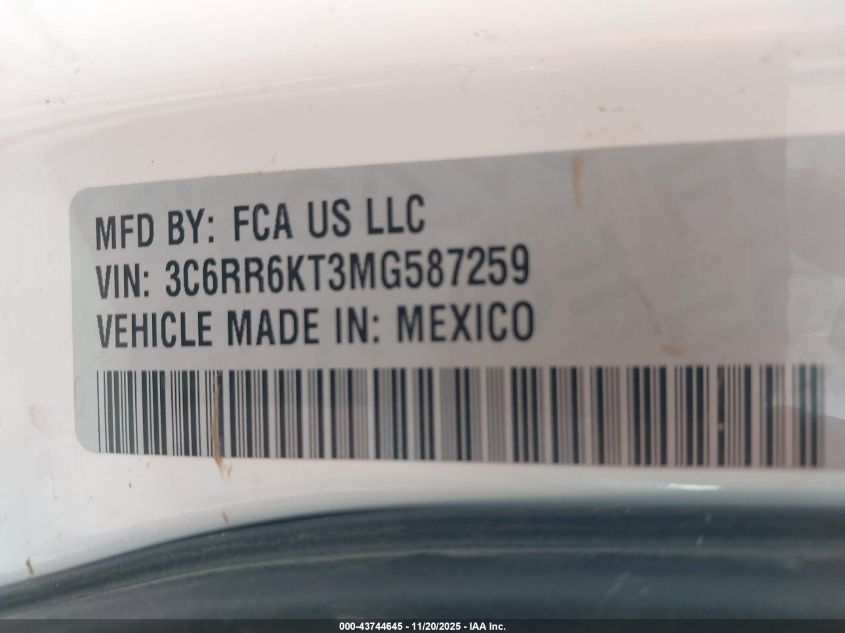 MFD BY: FCA US LLC
VIN: 3C6RR6KT3MG587259
VEHICLE MADE IN: MEXICO
000-43744645 - 11/20/2025 - IAA Inc.